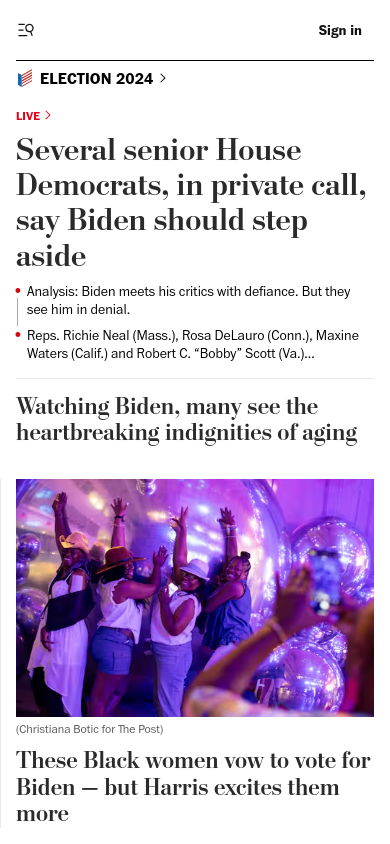 Sign in
ELECTION 2024
LIVE
Several senior House
Democrats, in private call,
say Biden should step
aside
Analysis: Biden meets his critics with defiance. But they
see him in denial.
Reps. Richie Neal (Mass.), Rosa DeLauro (Conn.), Maxine
Waters (Calif.) and Robert C. “Bobby” Scott (Va.)...
Watching Biden, many see the
heartbreaking indignities of aging
(Christiana Botic for The Post)
These Black women vow to vote for
Biden — but Harris excites them
more